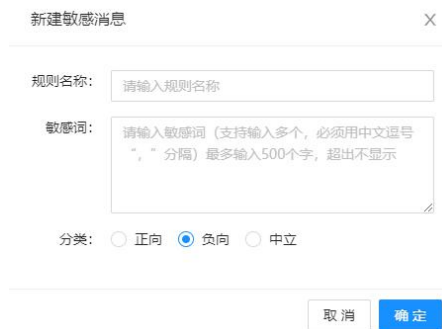 新建敏感消息
规则名称：
请输入规则名称
敏感词：
请输入敏感词（支持输入多个，必须用中文逗号
“，”分隔）最多输入500个字，超出不显示
分类： 正向 负向 中立
取消 确定